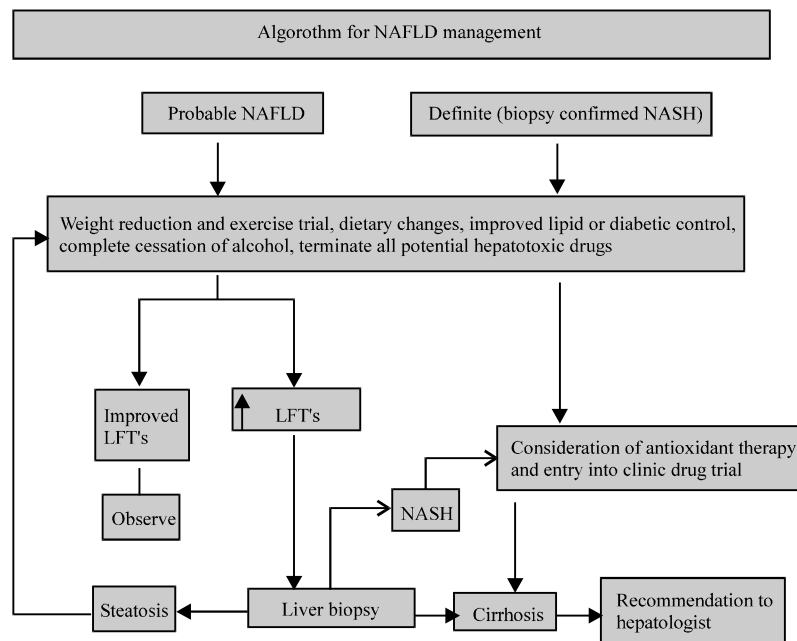 Algorothm for NAFLD management
Probable NAFLD
Definite (biopsy confirmed NASH)
Weight reduction and exercise trial, dietary changes, improved lipid or diabetic control,
complete cessation of alcohol, terminate all potential hepatotoxic drugs
Improved
LFT's
LFT's
Consideration of antioxidant therapy
and entry into clinic drug trial
NASH
Observe
Steatosis
Liver biopsy
Cirrhosis
Recommendation to
hepatologist